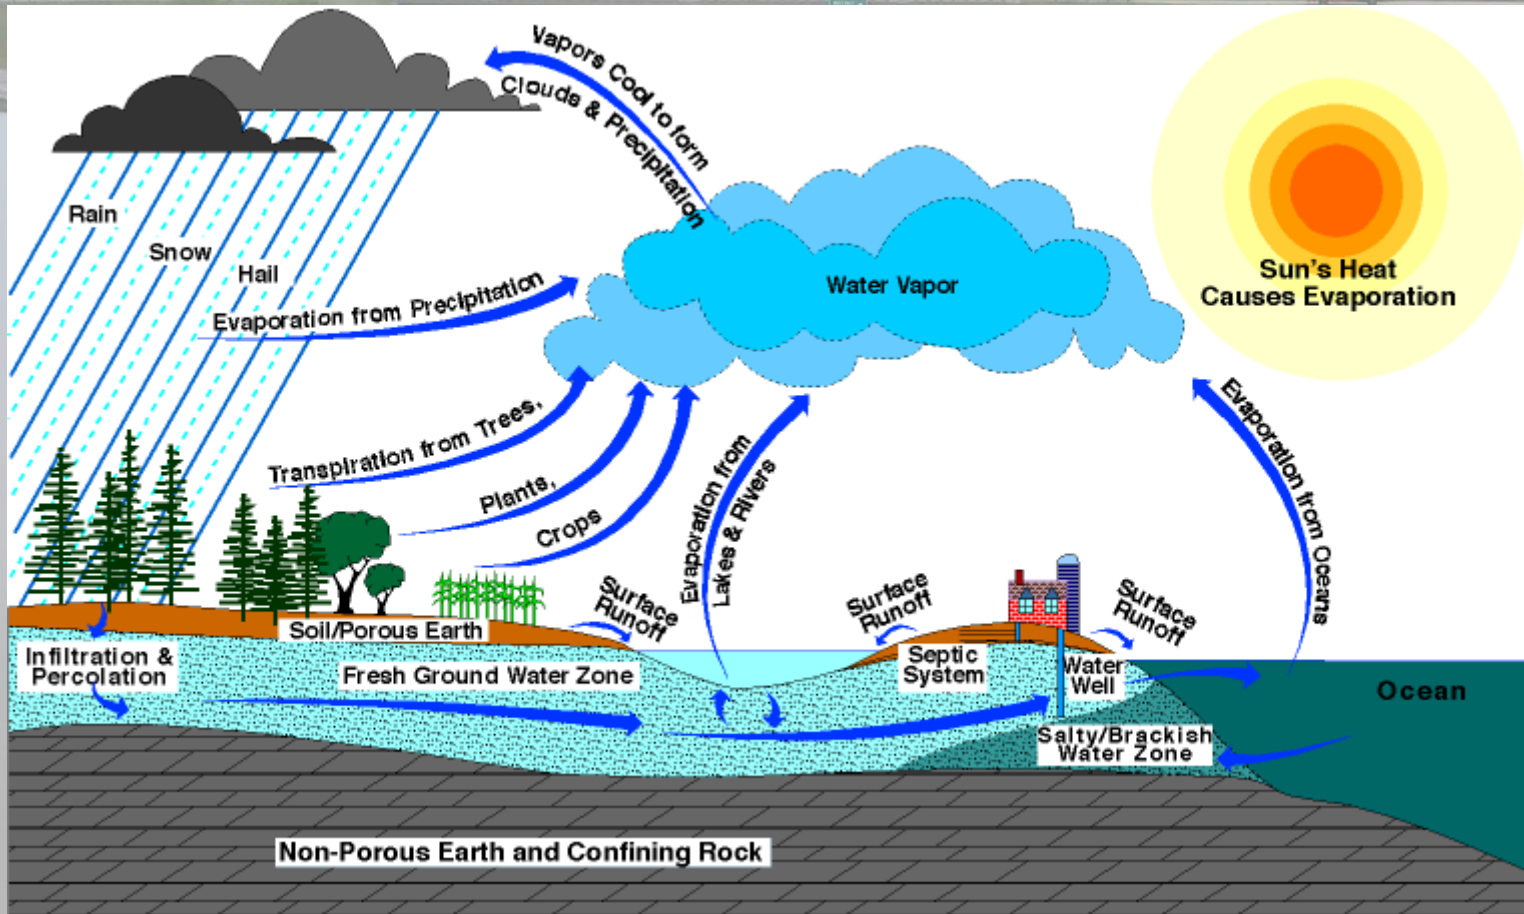 Vapors Cool to form
Clouds & Precipitation
Rain
Snow
Hail
Evaporation from Precipitation
Water Vapor
Sun's Heat
Causes Evaporation
Transpiration from Trees,
Plants,
Crops
Evaporation from
Lakes & Rivers
Evaporation from Oceans
Surface
Runoff
Surface
Runoff
Surface
Runoff
Soil/Porous Earth
Infiltration &
Percolation
Fresh Ground Water Zone
Septic
System
Water
Well
Ocean
Salty/Brackish
Water Zone
Non-Porous Earth and Confining Rock